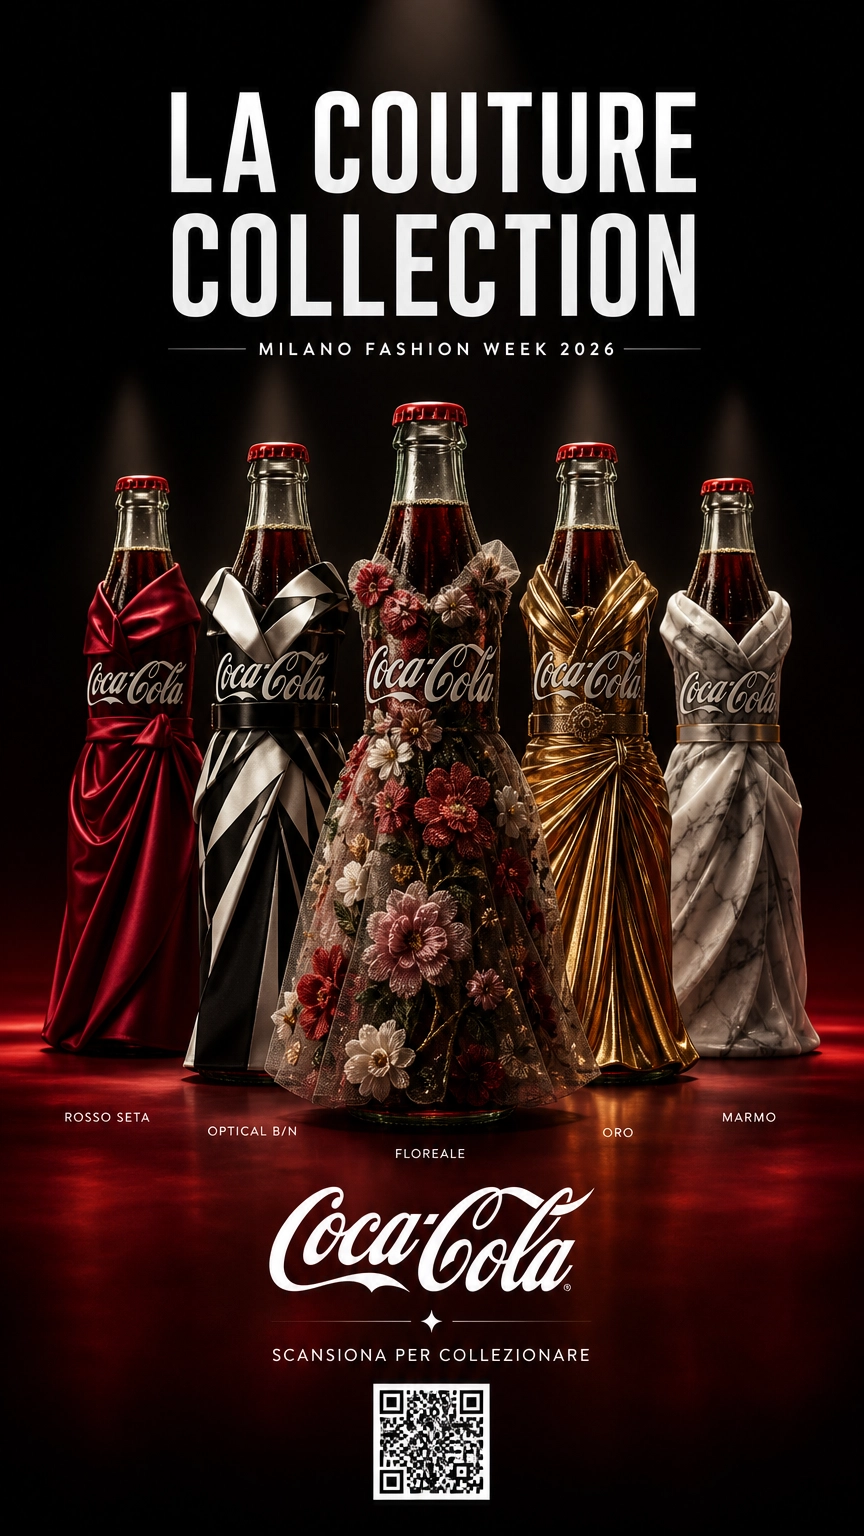 LA COUTURE
COLLECTION
MILANO FASHION WEEK 2026
Coca-Cola
Coca-Cola
Coca-Cola
Coca-Cola
Coca-Cola
ROSSO SETA
OPTICAL B/N
FLOREALE
ORO
MARMO
Coca-Cola®
SCANSIONA PER COLLEZIONARE